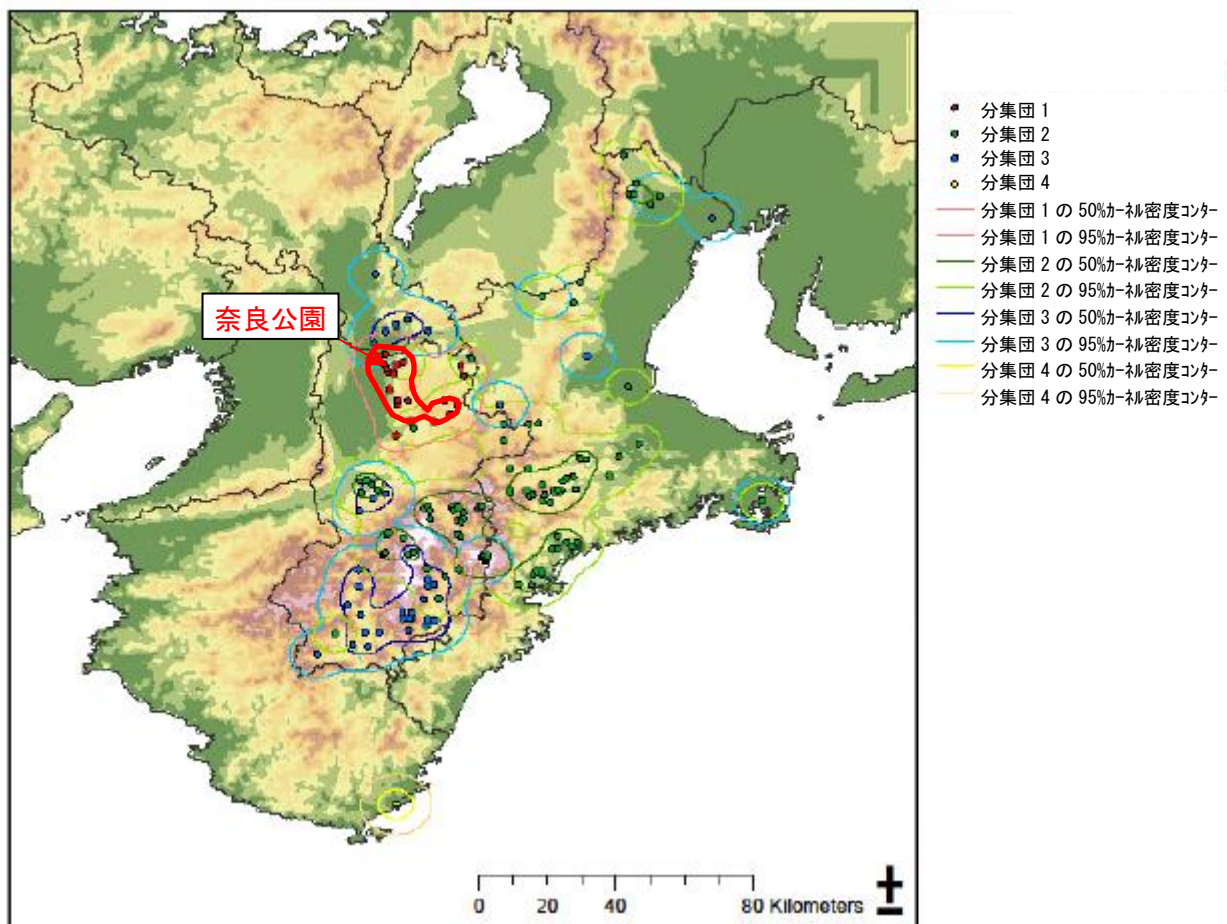 奈良公園
分集団 1
分集団 2
分集団 3
分集団 4
分集団 1 の 50%カーネル密度コンター
分集団 1 の 95%カーネル密度コンター
分集団 2 の 50%カーネル密度コンター
分集団 2 の 95%カーネル密度コンター
分集団 3 の 50%カーネル密度コンター
分集団 3 の 95%カーネル密度コンター
分集団 4 の 50%カーネル密度コンター
分集団 4 の 95%カーネル密度コンター
0 20 40 80 Kilometers